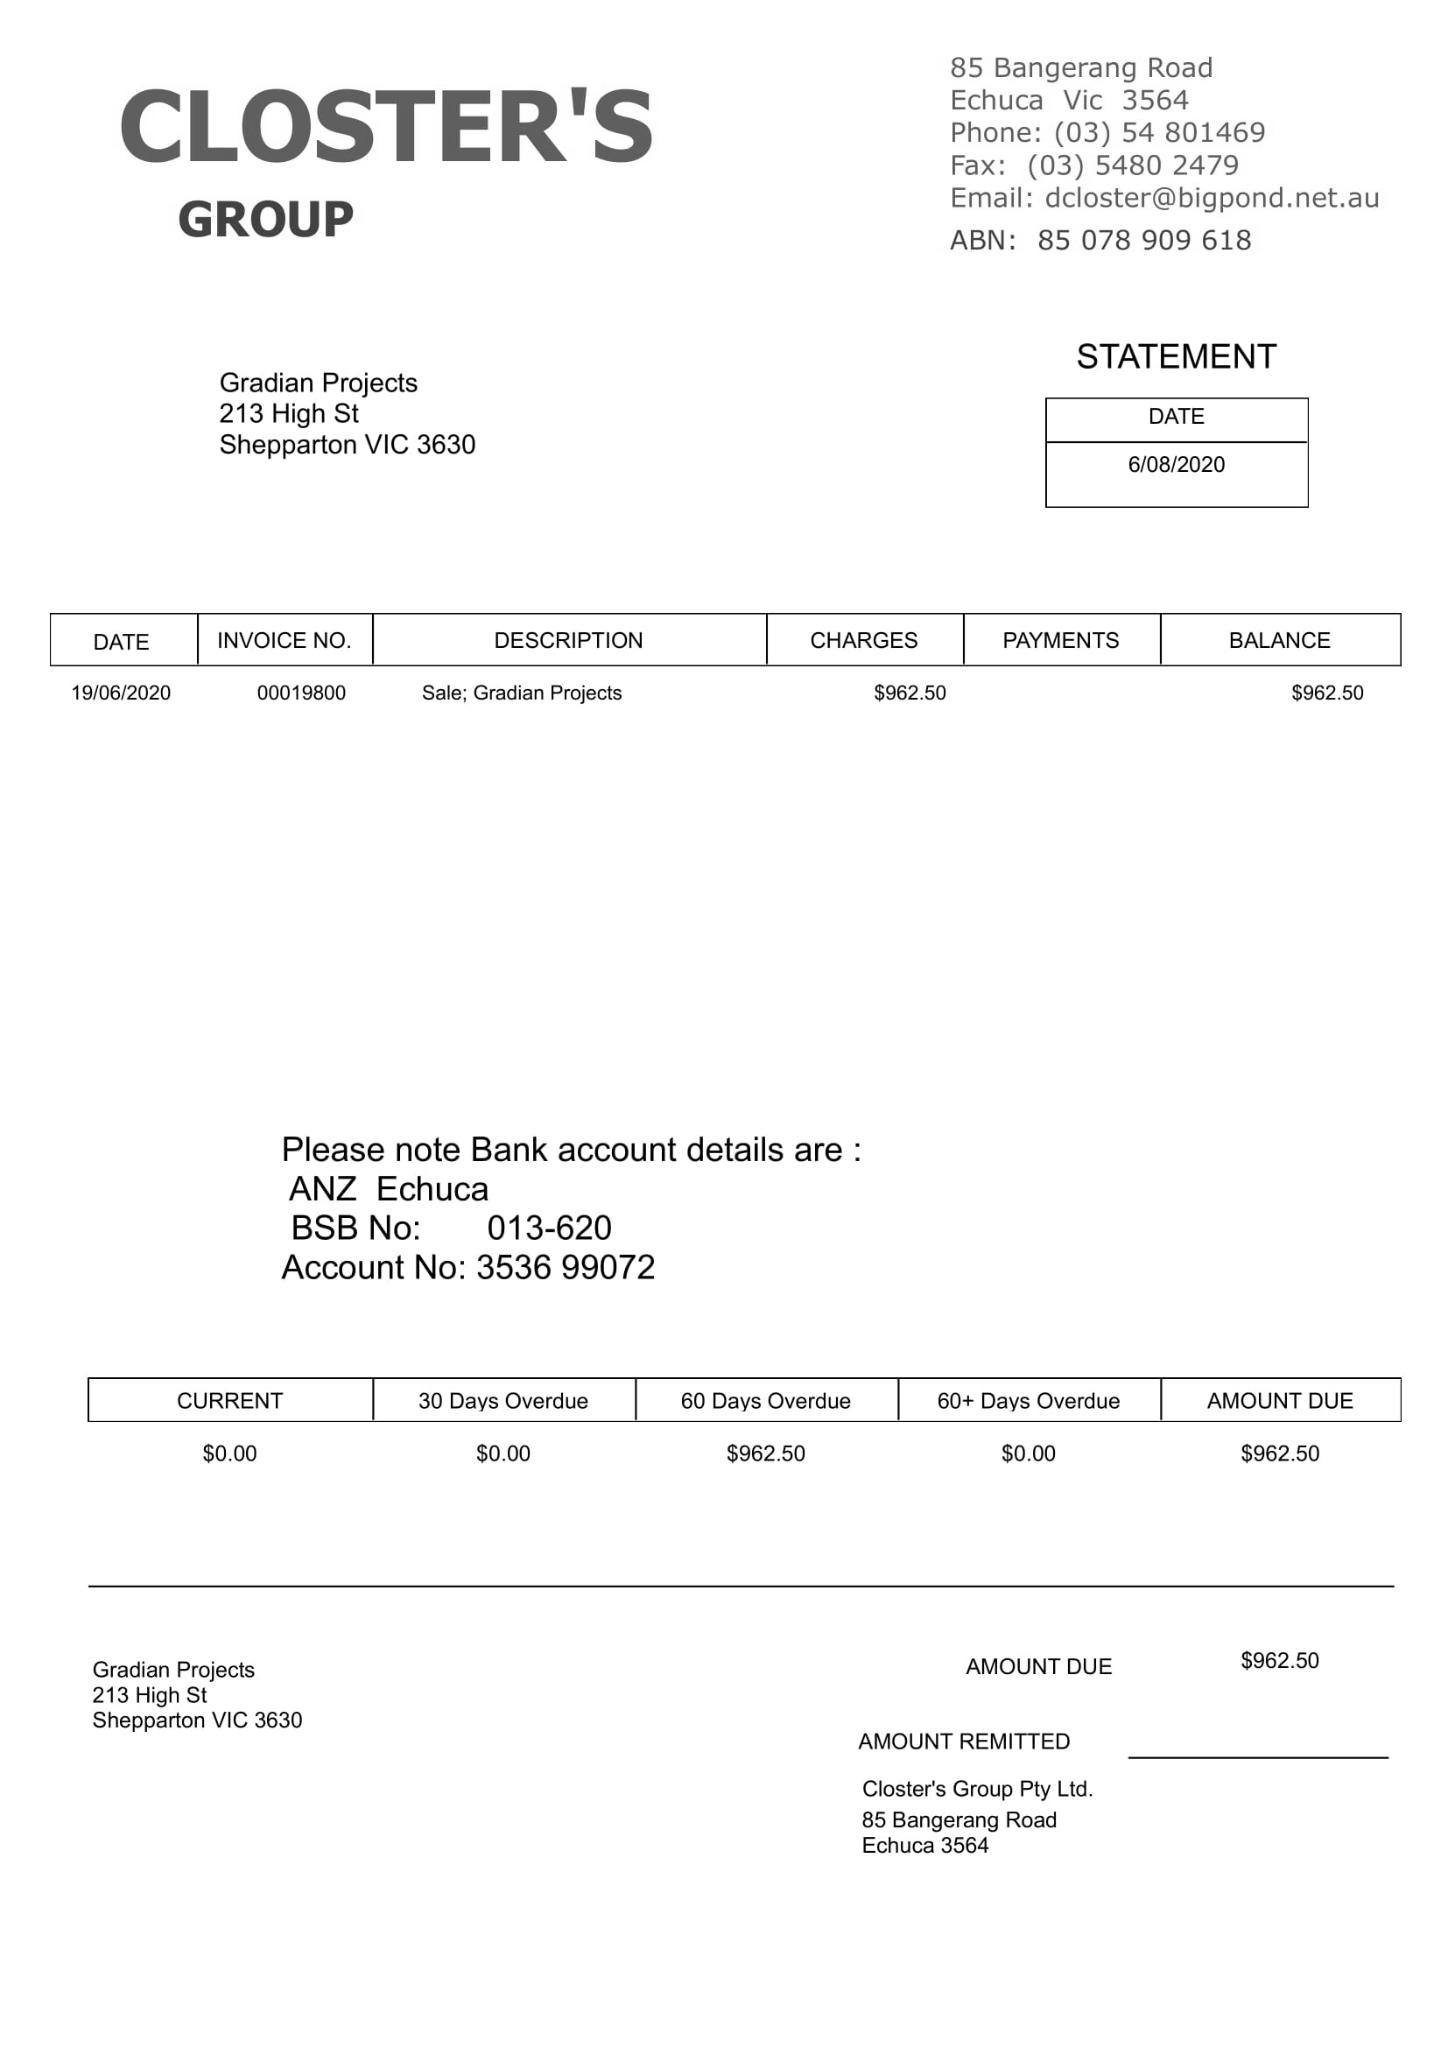 CLOSTER'S
GROUP
85 Bangerang Road
Echuca Vic 3564
Phone: (03) 54 801469
Fax: (03) 5480 2479
Email: dcloster@bigpond.net.au
ABN: 85 078 909 618
STATEMENT
Gradian Projects
213 High St
Shepparton VIC 3630
DATE
6/08/2020
DATE INVOICE NO. DESCRIPTION CHARGES PAYMENTS BALANCE
19/06/2020 00019800 Sale; Gradian Projects $962.50 $962.50
Please note Bank account details are :
ANZ Echuca
BSB No: 013-620
Account No: 3536 99072
CURRENT 30 Days Overdue 60 Days Overdue 60+ Days Overdue AMOUNT DUE
$0.00 $0.00 $962.50 $0.00 $962.50
Gradian Projects
213 High St
Shepparton VIC 3630
AMOUNT DUE $962.50
AMOUNT REMITTED
Closter's Group Pty Ltd.
85 Bangerang Road
Echuca 3564